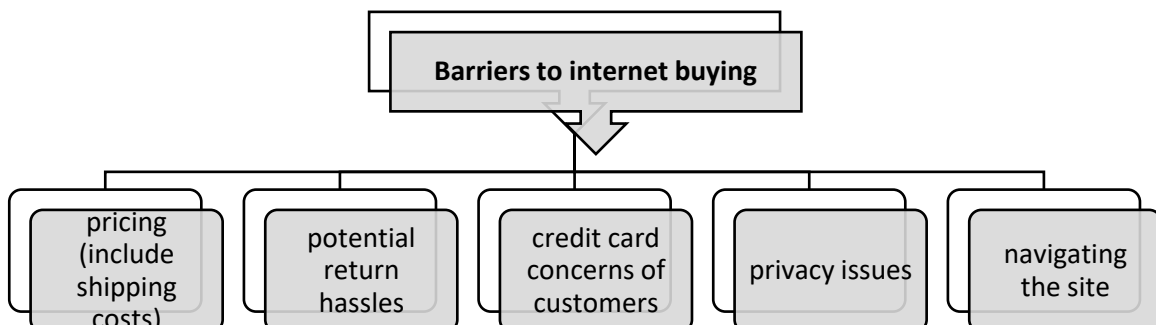 Barriers to internet buying
pricing
(include
shipping
costs)
potential
return
hassles
credit card
concerns of
customers
privacy issues
navigating
the site